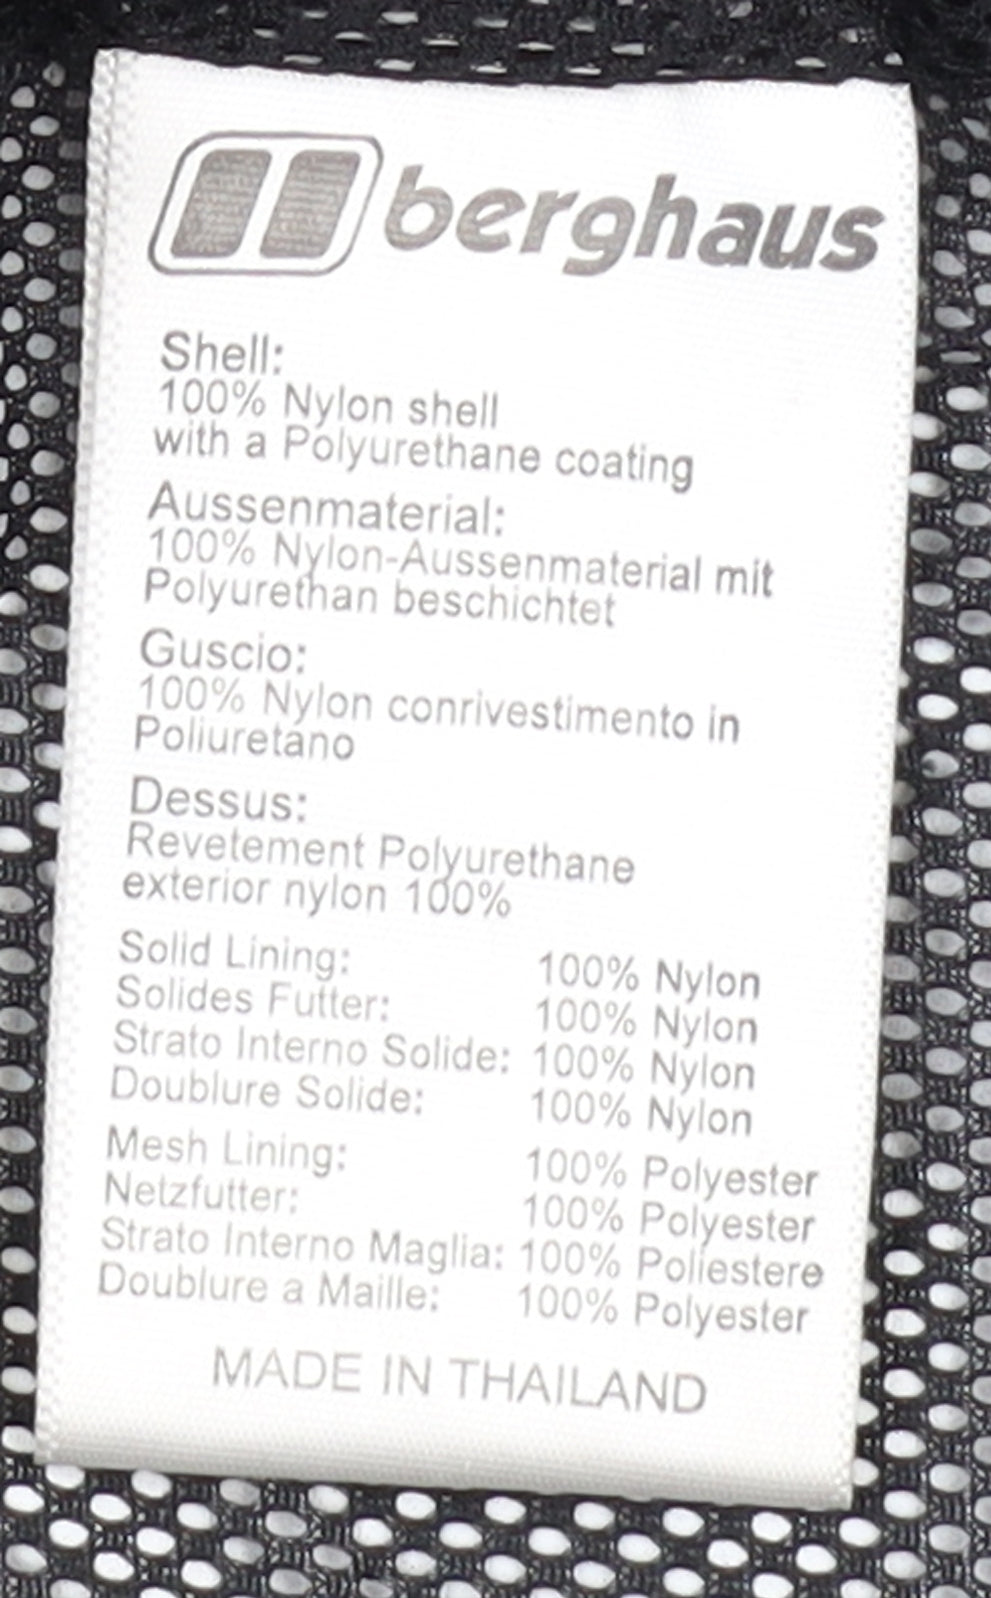 berghaus
Shell:
100% Nylon shell
with a Polyurethane coating
Aussenmaterial:
100% Nylon-Aussenmaterial mit
Polyurethan beschichtet
Guscio:
100% Nylon conrivestimento in
Poliuretano
Dessus:
Revetement Polyurethane
exterior nylon 100%
Solid Lining: 100% Nylon
Solides Futter: 100% Nylon
Strato Interno Solide: 100% Nylon
Doublure Solide: 100% Nylon
Mesh Lining: 100% Polyester
Netzfutter: 100% Polyester
Strato Interno Maglia: 100% Poliestere
Doublure a Maille: 100% Polyester
MADE IN THAILAND